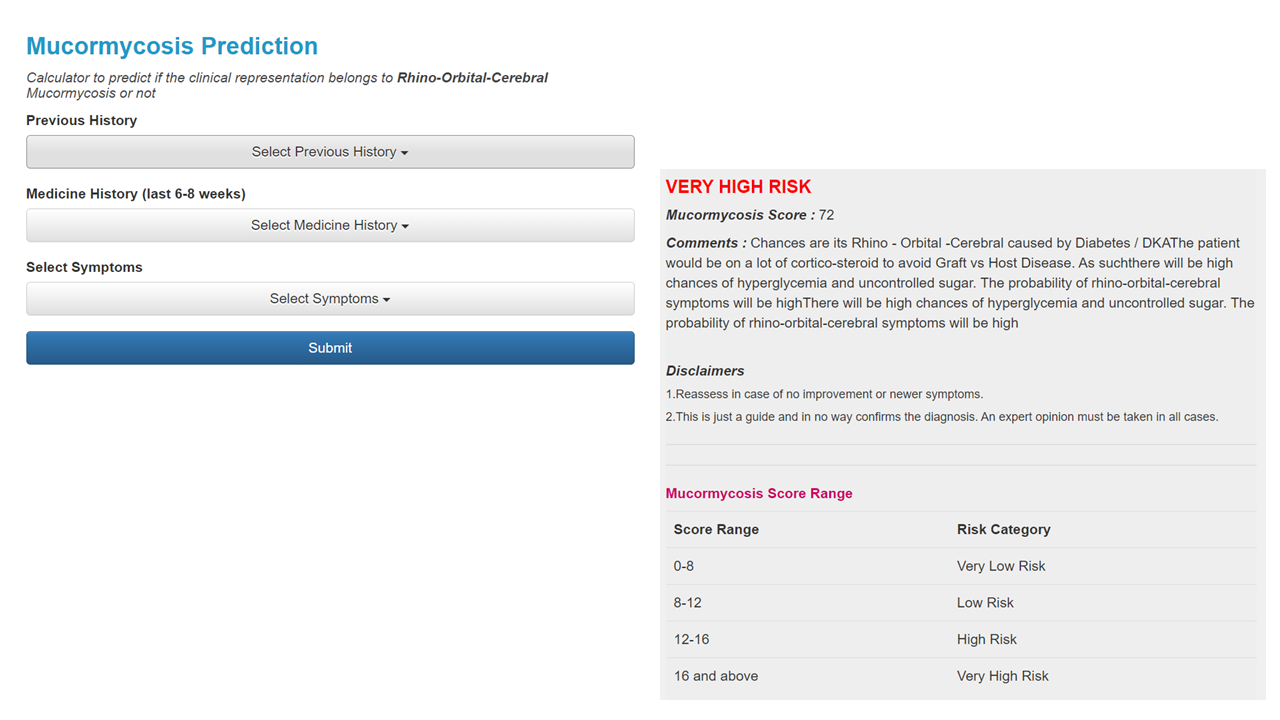 Mucormycosis Prediction
Calculator to predict if the clinical representation belongs to Rhino-Orbital-Cerebral
Mucormycosis or not
Previous History
Select Previous History
Medicine History (last 6-8 weeks)
Select Medicine History
Select Symptoms
Select Symptoms
Submit
VERY HIGH RISK
Mucormycosis Score : 72
Comments : Chances are its Rhino - Orbital -Cerebral caused by Diabetes / DKAThe patient
would be on a lot of cortico-steroid to avoid Graft vs Host Disease. As suchthere will be high
chances of hyperglycemia and uncontrolled sugar. The probability of rhino-orbital-cerebral
symptoms will be highThere will be high chances of hyperglycemia and uncontrolled sugar. The
probability of rhino-orbital-cerebral symptoms will be high
Disclaimers
1.Reassess in case of no improvement or newer symptoms.
2.This is just a guide and in no way confirms the diagnosis. An expert opinion must be taken in all cases.
Mucormycosis Score Range
Score Range Risk Category
0-8 Very Low Risk
8-12 Low Risk
12-16 High Risk
16 and above Very High Risk